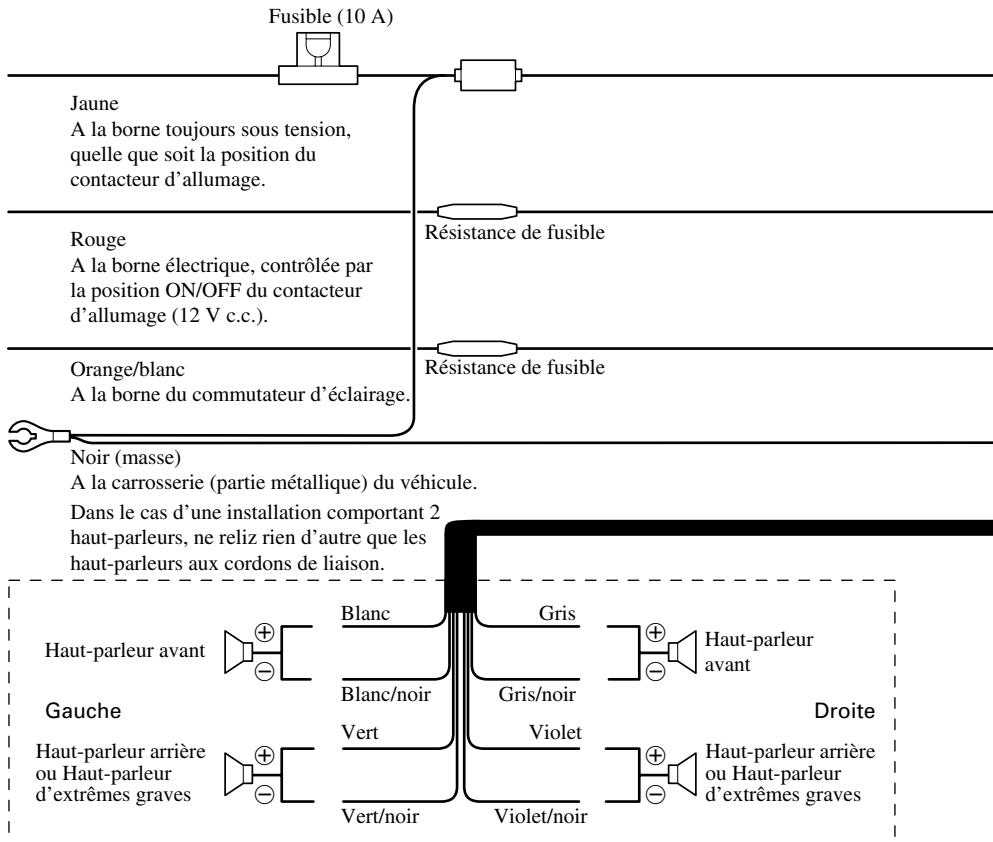 Fusible (10 A)
Jaune
A la borne toujours sous tension,
quelle que soit la position du
contacteur d'allumage.
Résistance de fusible
Rouge
A la borne électrique, contrôlée par
la position ON/OFF du contacteur
d'allumage (12 V c.c.).
Résistance de fusible
Orange/blanc
A la borne du commutateur d'éclairage.
Noir (masse)
A la carrosserie (partie métallique) du véhicule.
Dans le cas d'une installation comportant 2
haut-parleurs, ne reliz rien d'autre que les
haut-parleurs aux cordons de liaison.
Blanc
Gris
Haut-parleur avant
+
−
+
−
Haut-parleur
avant
Blanc/noir
Gris/noir
Gauche
Droite
Vert
Violet
Haut-parleur arrière
ou Haut-parleur
d'extrêmes graves
+
−
+
−
Haut-parleur arrière
ou Haut-parleur
d'extrêmes graves
Vert/noir
Violet/noir